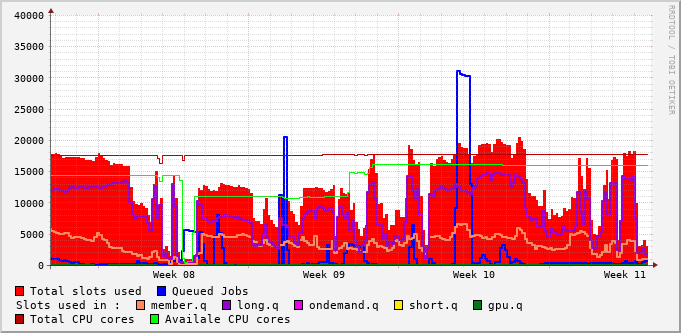 40000
35000
30000
25000
20000
15000
10000
5000
0
Week 08 Week 09 Week 10 Week 11
RRDTOOL / TOBI OETIKER
Total slots used Queued Jobs
Slots used in : member.q long.q ondemand.q short.q gpu.q
Total CPU cores Availale CPU cores